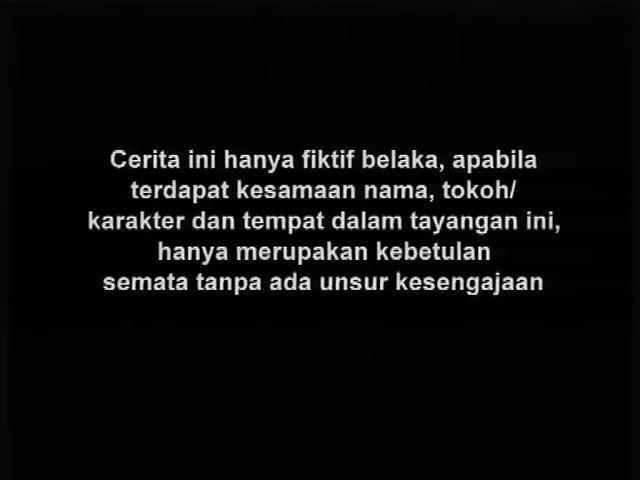 Cerita ini hanya fiktif belaka, apabila
terdapat kesamaan nama, tokoh/
karakter dan tempat dalam tayangan ini,
hanya merupakan kebetulan
semata tanpa ada unsur kesengajaan